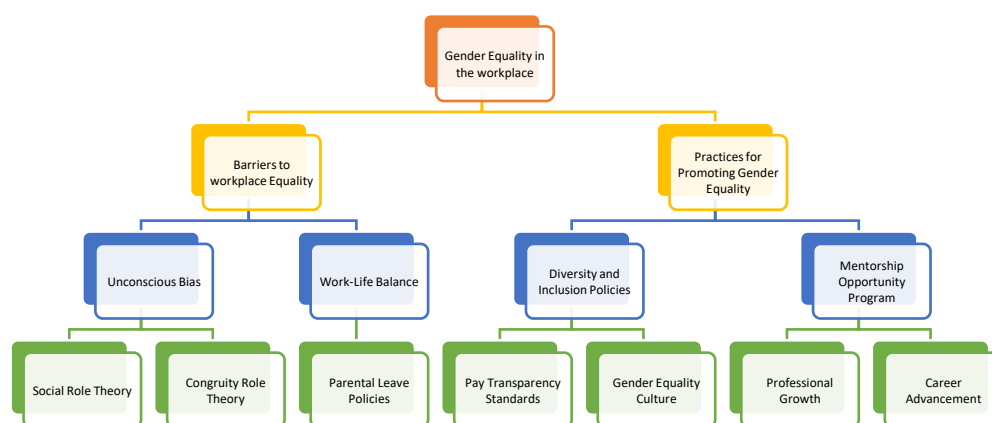 Gender Equality in
the workplace
Barriers to
workplace Equality
Practices for
Promoting Gender
Equality
Unconscious Bias
Work-Life Balance
Diversity and
Inclusion Policies
Mentorship
Opportunity
Program
Social Role Theory
Congruity Role
Theory
Parental Leave
Policies
Pay Transparency
Standards
Gender Equality
Culture
Professional
Growth
Career
Advancement